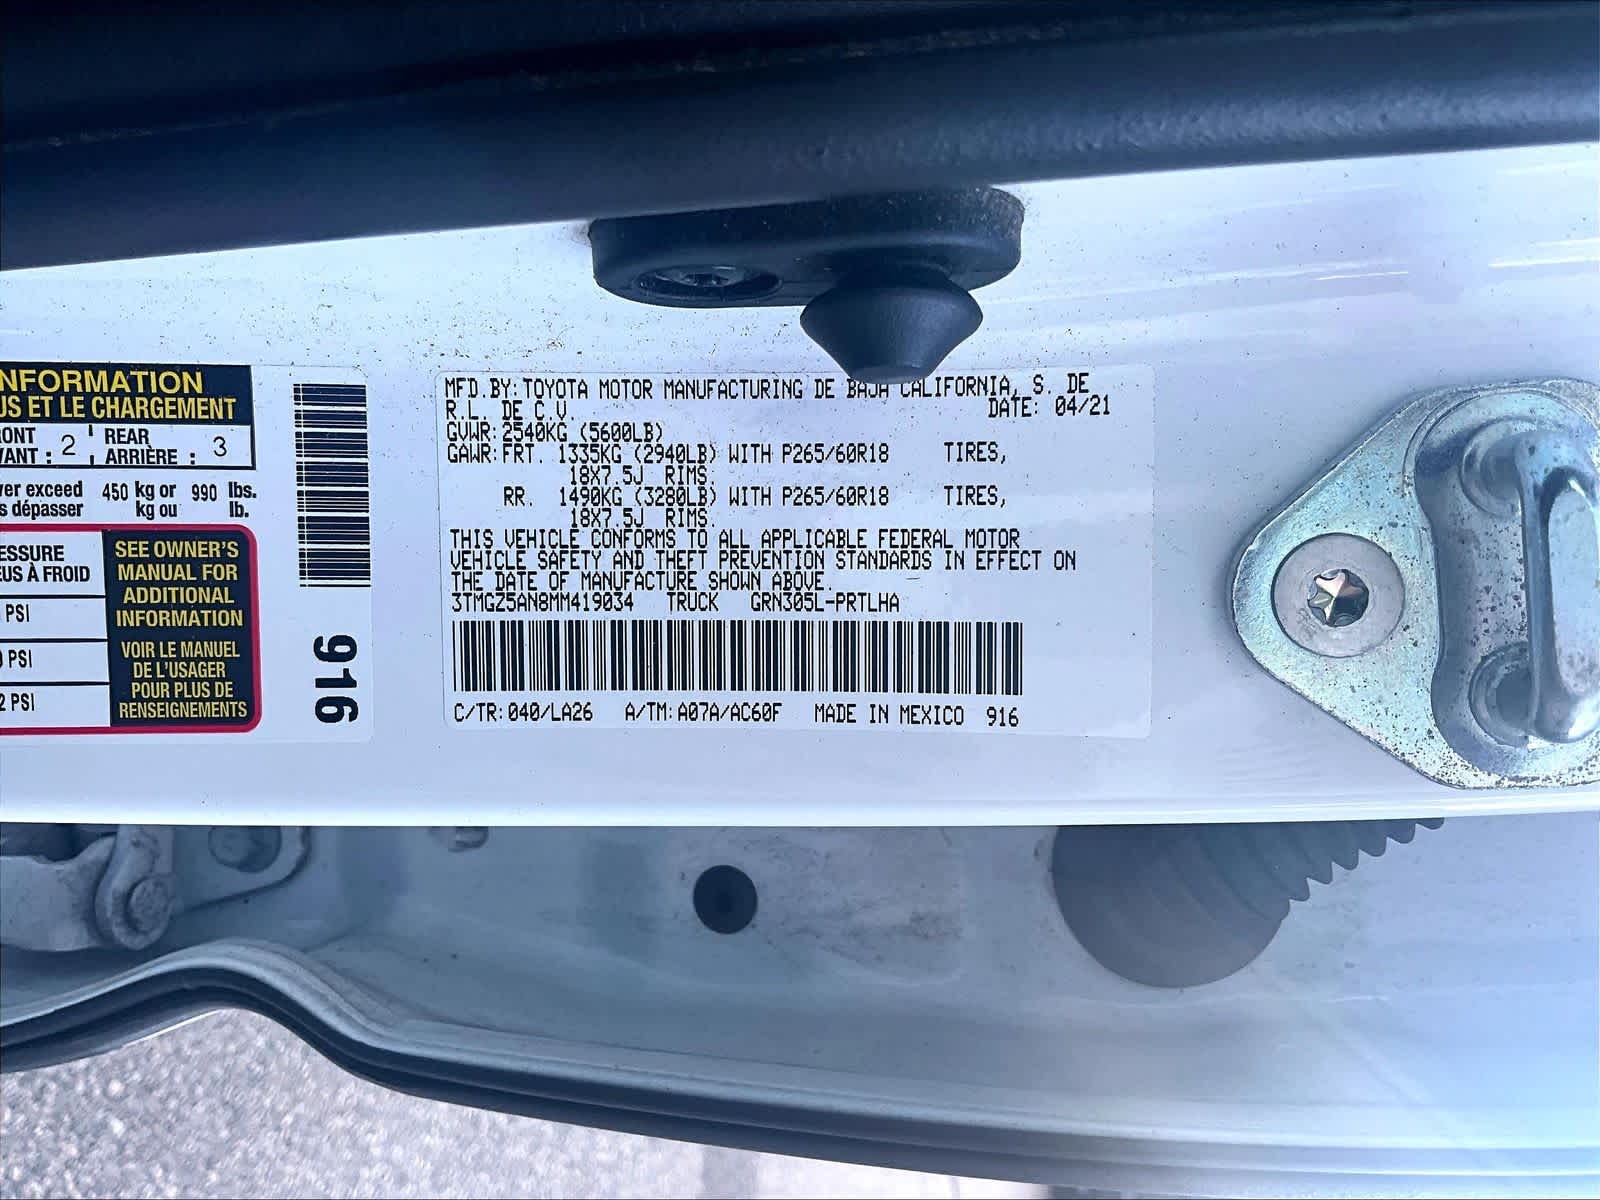 NFORMATION
US ET LE CHARGEMENT
ONT 2 REAR 3
VANT : ARRIÈRE :
ver exceed 450 kg or 990 lbs.
s dépasser kg ou lb.
ESSURE
EUS À FROID
PSI
PSI
2 PSI
SEE OWNER'S
MANUAL FOR
ADDITIONAL
INFORMATION
VOIR LE MANUEL
DE L'USAGER
POUR PLUS DE
RENSEIGNEMENTS
916
MFD.BY:TOYOTA MOTOR MANUFACTURING DE BAJA CALIFORNIA, S. DE
R.L. DE C.V. DATE: 04/21
GVWR:2540KG (5600LB)
GAWR:FRT. 1335KG (2940LB) WITH P265/60R18 TIRES,
18X7.5J RIMS.
RR. 1490KG (3280LB) WITH P265/60R18 TIRES,
18X7.5J RIMS.
THIS VEHICLE CONFORMS TO ALL APPLICABLE FEDERAL MOTOR
VEHICLE SAFETY AND THEFT PREVENTION STANDARDS IN EFFECT ON
THE DATE OF MANUFACTURE SHOWN ABOVE.
3TMGZ5AN8MM419034 TRUCK GRN305L-PRTLHA
C/TR:040/LA26 A/TM:A07A/AC60F MADE IN MEXICO 916